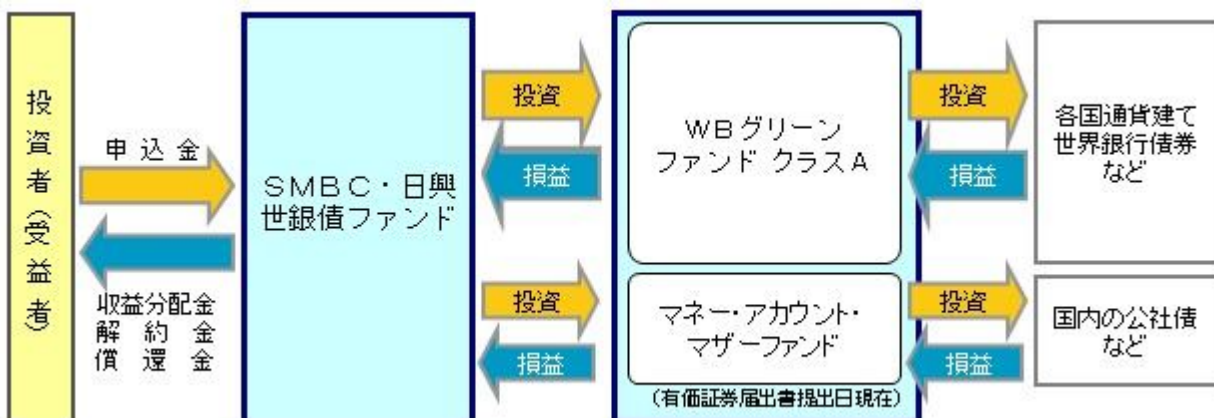 投資者（受益者）
申込金
収益分配金
解約金
償還金
ＳＭＢＣ・日興
世銀債ファンド
投資
損益
投資
損益
ＷＢグリーン
ファンド クラスＡ
マネー・アカウント・
マザーファンド
（有価証券届出書提出日現在）
投資
損益
投資
損益
各国通貨建て
世界銀行債券
など
国内の公社債
など